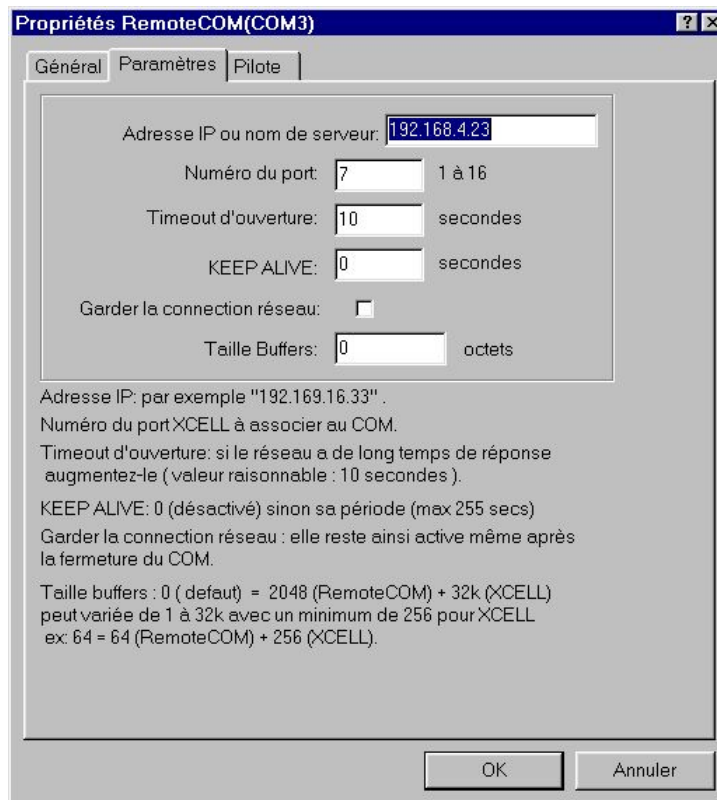 Propriétés RemoteCOM(COM3)
Général Paramètres Pilote
Adresse IP ou nom de serveur: 192.168.4.23
Numéro du port: 7 1 à 16
Timeout d'ouverture: 10 secondes
KEEP ALIVE: 0 secondes
Garder la connection réseau:
Taille Buffers: 0 octets
Adresse IP: par exemple "192.169.16.33" .
Numéro du port XCELL à associer au COM.
Timeout d'ouverture: si le réseau a de long temps de réponse
augmentez-le ( valeur raisonnable : 10 secondes ).
KEEP ALIVE: 0 (désactivé) sinon sa période (max 255 secs)
Garder la connection réseau : elle reste ainsi active même après
la fermeture du COM.
Taille buffers : 0 ( defaut) = 2048 (RemoteCOM) + 32k (XCELL)
peut variée de 1 à 32k avec un minimum de 256 pour XCELL
ex: 64 = 64 (RemoteCOM) + 256 (XCELL).
OK Annuler